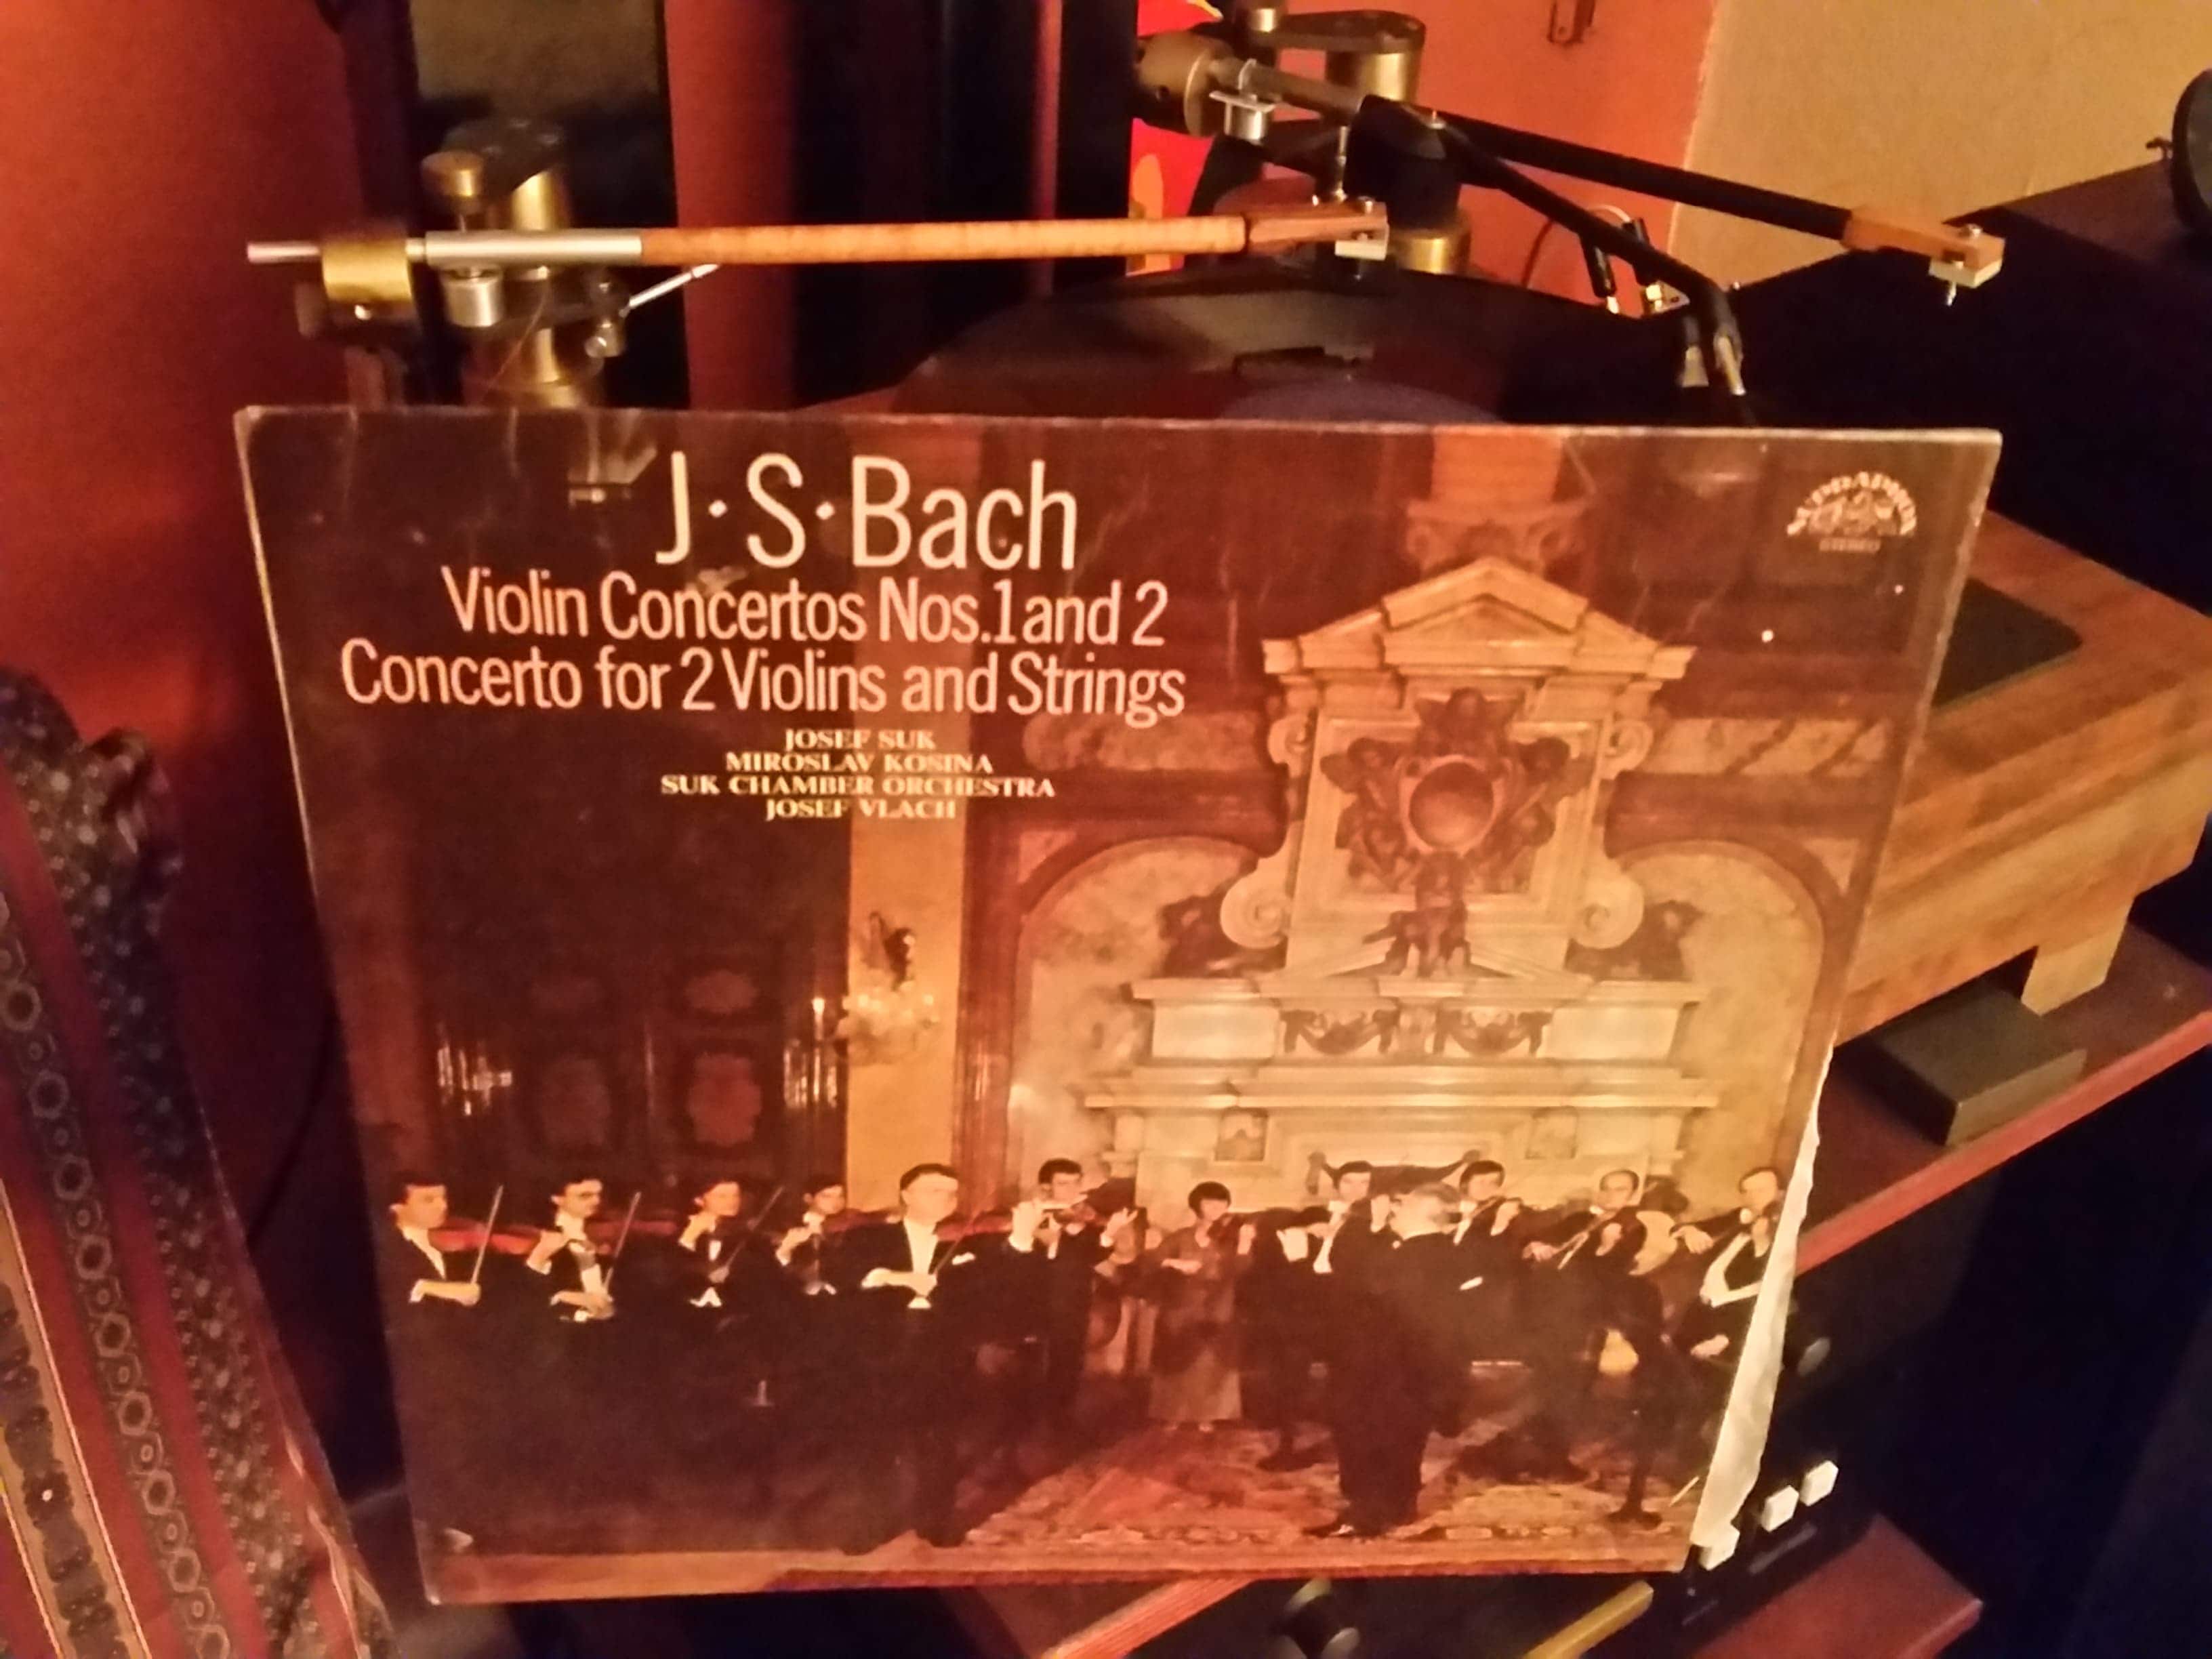 J·S·Bach
Violin Concertos Nos.1 and 2
Concerto for 2 Violins and Strings
JOSEF SUK
MIROSLAV KOSINA
SUK CHAMBER ORCHESTRA
JOSEF VLACH
SUPRAPHON
STEREO